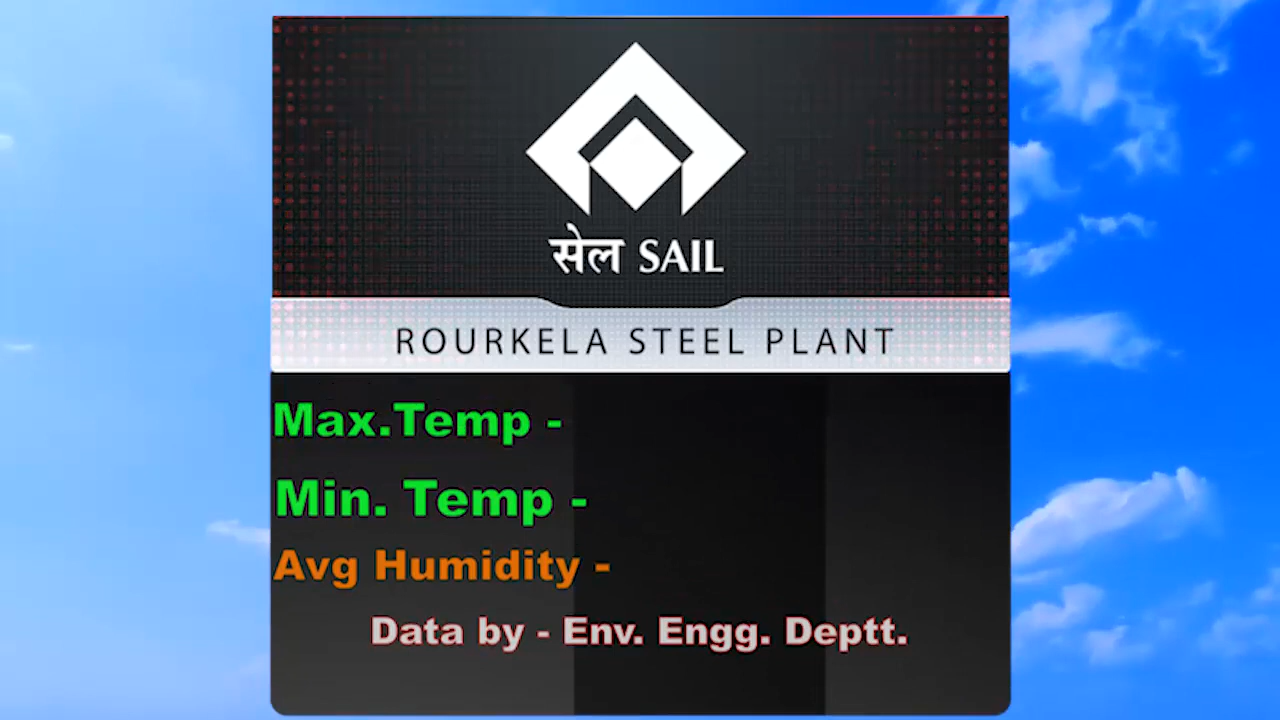 सेल SAIL
ROURKELA STEEL PLANT
Max.Temp -
Min. Temp -
Avg Humidity -
Data by - Env. Engg. Deptt.